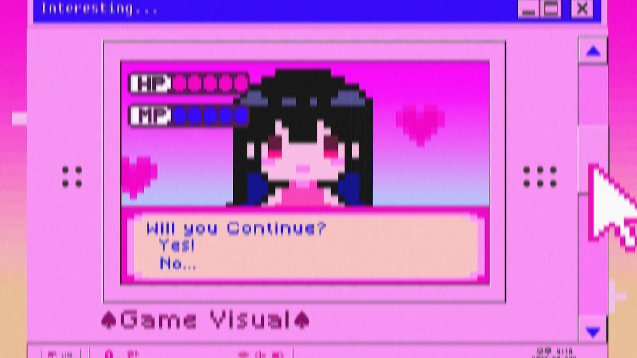 Interesting...
HP
MP
Will you Continue?
Yes!
No...
♠Game Visual♠